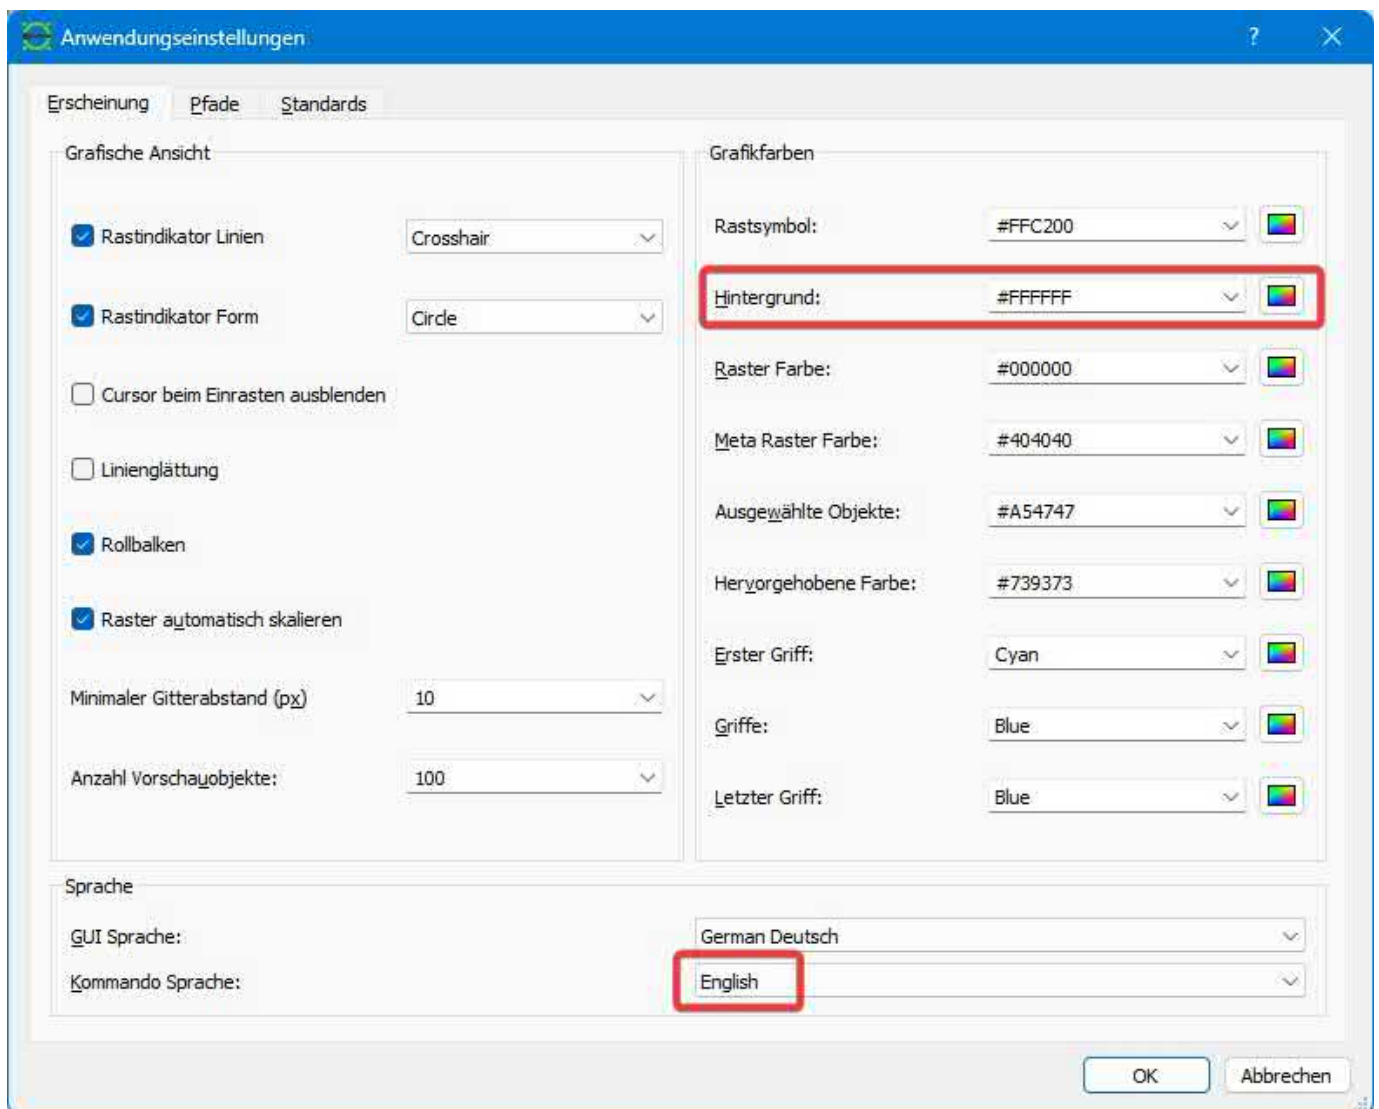 Anwendungseinstellungen
?
Erscheinung Pfade Standards
Grafische Ansicht
Rastindikator Linien Crosshair
Rastindikator Form Circle
Cursor beim Einrasten ausblenden
Linienglättung
Rollbalken
Raster automatisch skalieren
Minimaler Gitterabstand (px) 10
Anzahl Vorschauobjekte: 100
Grafikfarben
Rastsymbol: #FFC200
Hintergrund: #FFFFFF
Raster Farbe: #000000
Meta Raster Farbe: #404040
Ausgewählte Objekte: #A54747
Hervorgehobene Farbe: #739373
Erster Griff: Cyan
Griffe: Blue
Letzter Griff: Blue
Sprache
GUI Sprache: German Deutsch
Kommando Sprache: English
OK Abbrechen